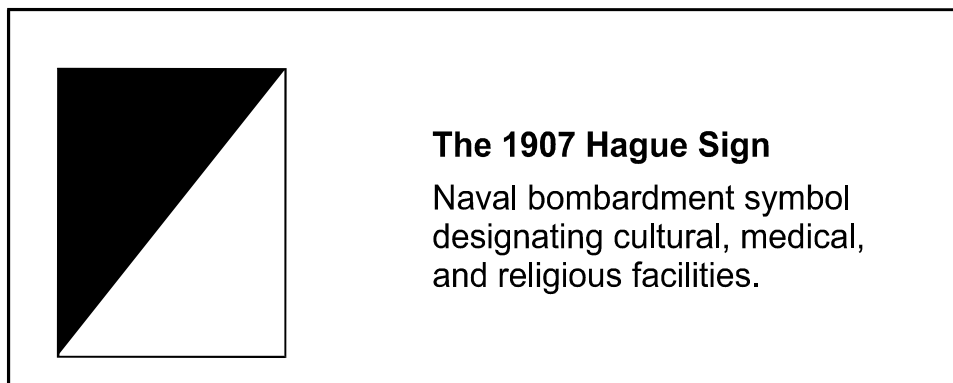 The 1907 Hague Sign
Naval bombardment symbol
designating cultural, medical,
and religious facilities.